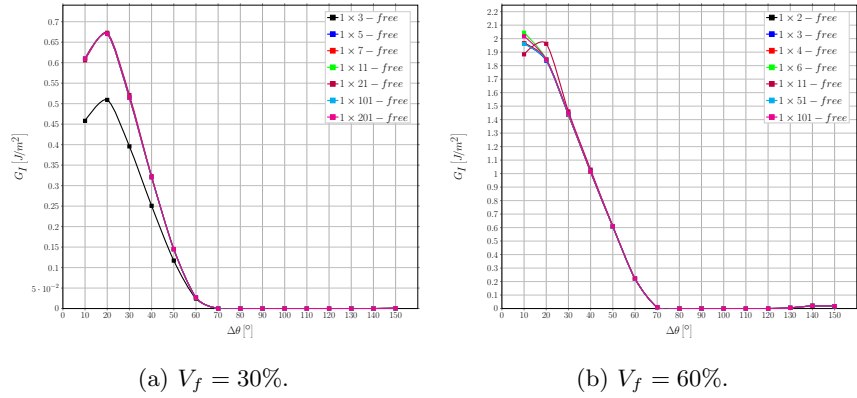 0.7
0.65
0.6
0.55
0.5
0.45
0.4
0.35
0.3
0.25
0.2
0.15
0.1
5 · 10⁻²
0
G_I [J/m²]
0 10 20 30 40 50 60 70 80 90 100 110 120 130 140 150
Δθ [°]
1 × 3 − free
1 × 5 − free
1 × 7 − free
1 × 11 − free
1 × 21 − free
1 × 101 − free
1 × 201 − free
(a) V_f = 30%.
2.2
2.1
2
1.9
1.8
1.7
1.6
1.5
1.4
1.3
1.2
1.1
1
0.9
0.8
0.7
0.6
0.5
0.4
0.3
0.2
0.1
0
G_I [J/m²]
0 10 20 30 40 50 60 70 80 90 100 110 120 130 140 150
Δθ [°]
1 × 2 − free
1 × 3 − free
1 × 4 − free
1 × 6 − free
1 × 11 − free
1 × 51 − free
1 × 101 − free
(b) V_f = 60%.